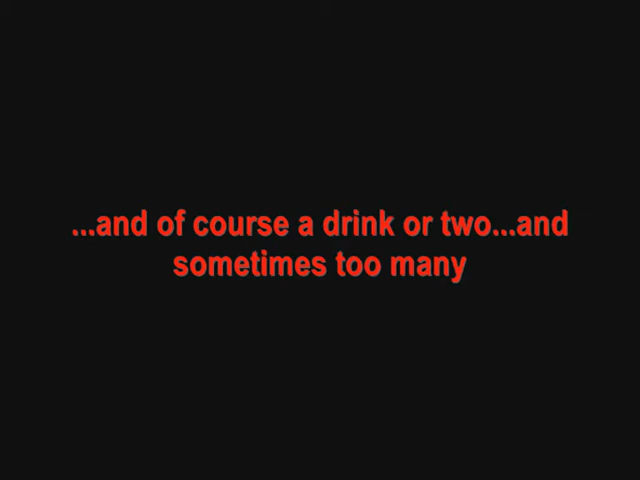 ...and of course a drink or two...and
sometimes too many